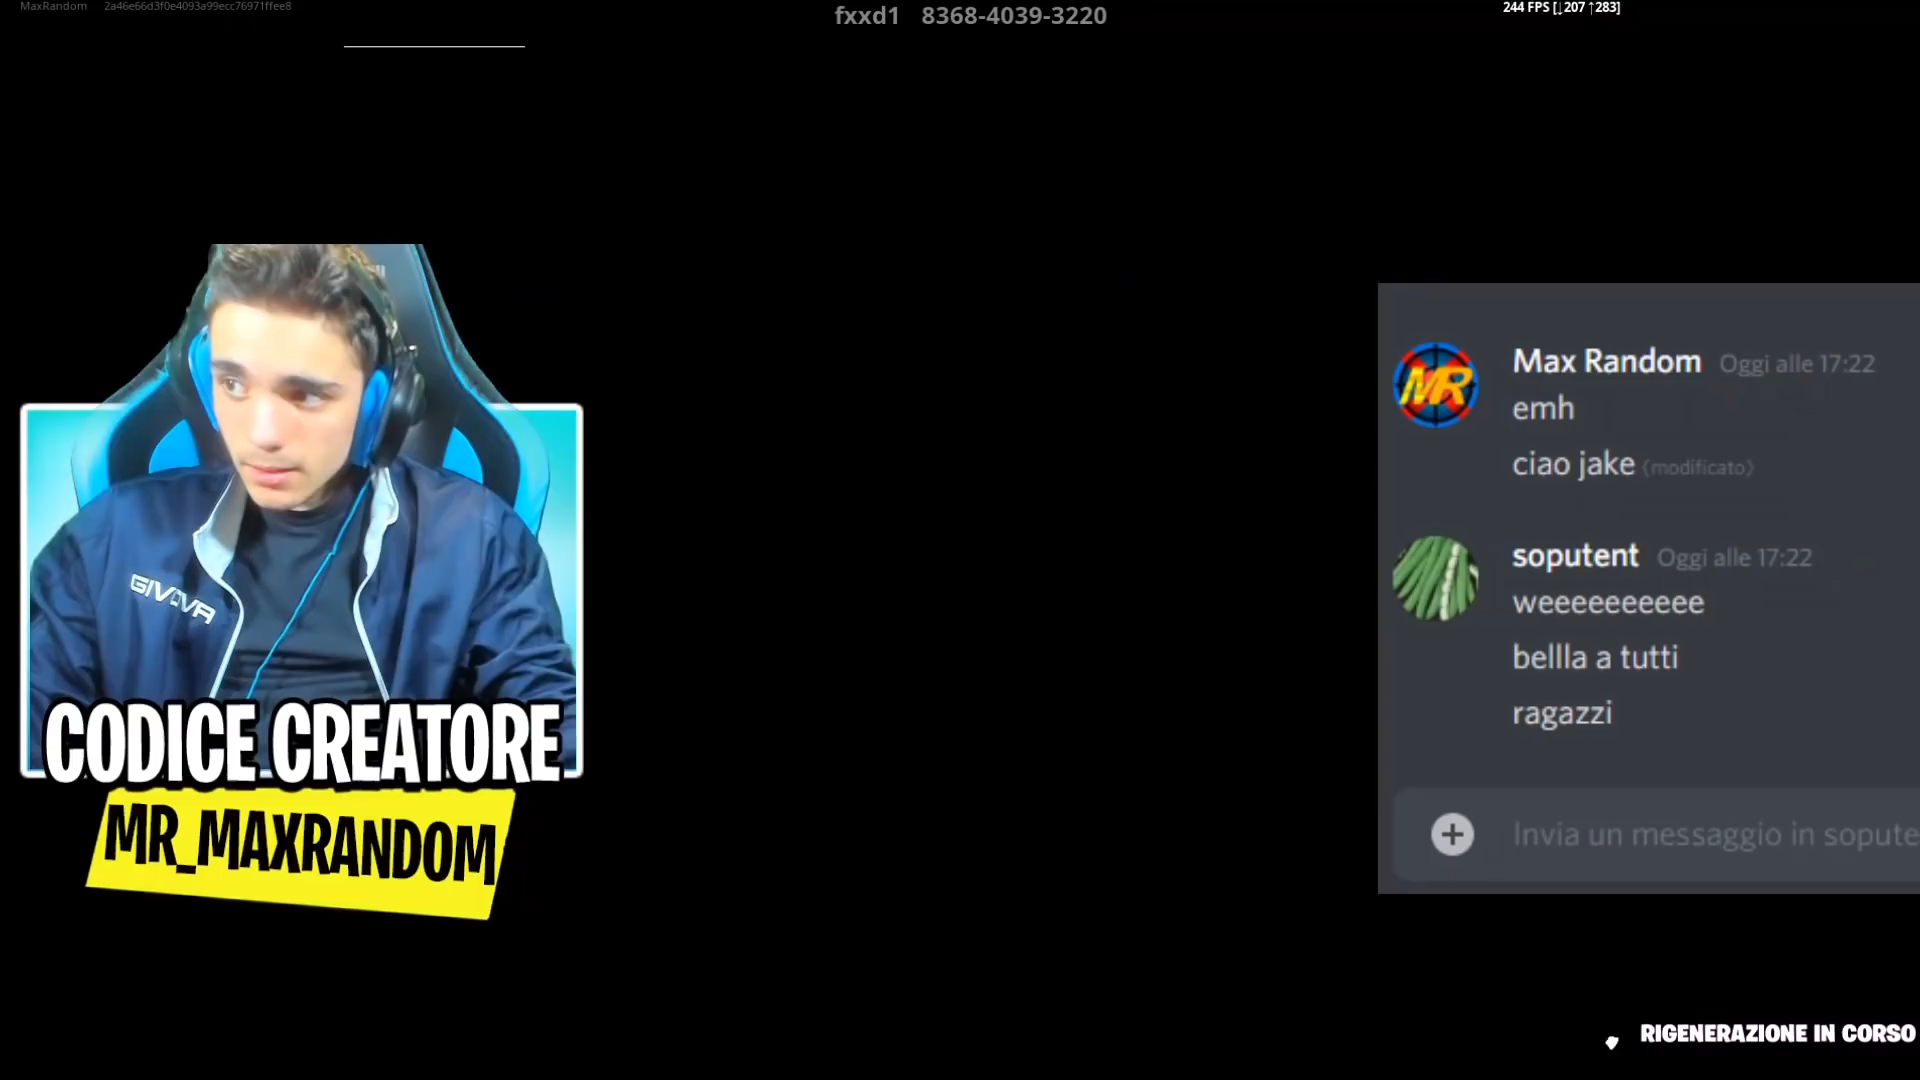 MaxRandom 2a46e66d3f0e4093a99ecc76971ffee8
fxxd1 8368-4039-3220
244 FPS [↓207 ↑283]
GIVOVA
CODICE CREATORE
MR_MAXRANDOM
MR
Max Random Oggi alle 17:22
emh
ciao jake (modificato)
soputent Oggi alle 17:22
weeeeeeeeee
bellla a tutti
ragazzi
Invia un messaggio in sopute
RIGENERAZIONE IN CORSO